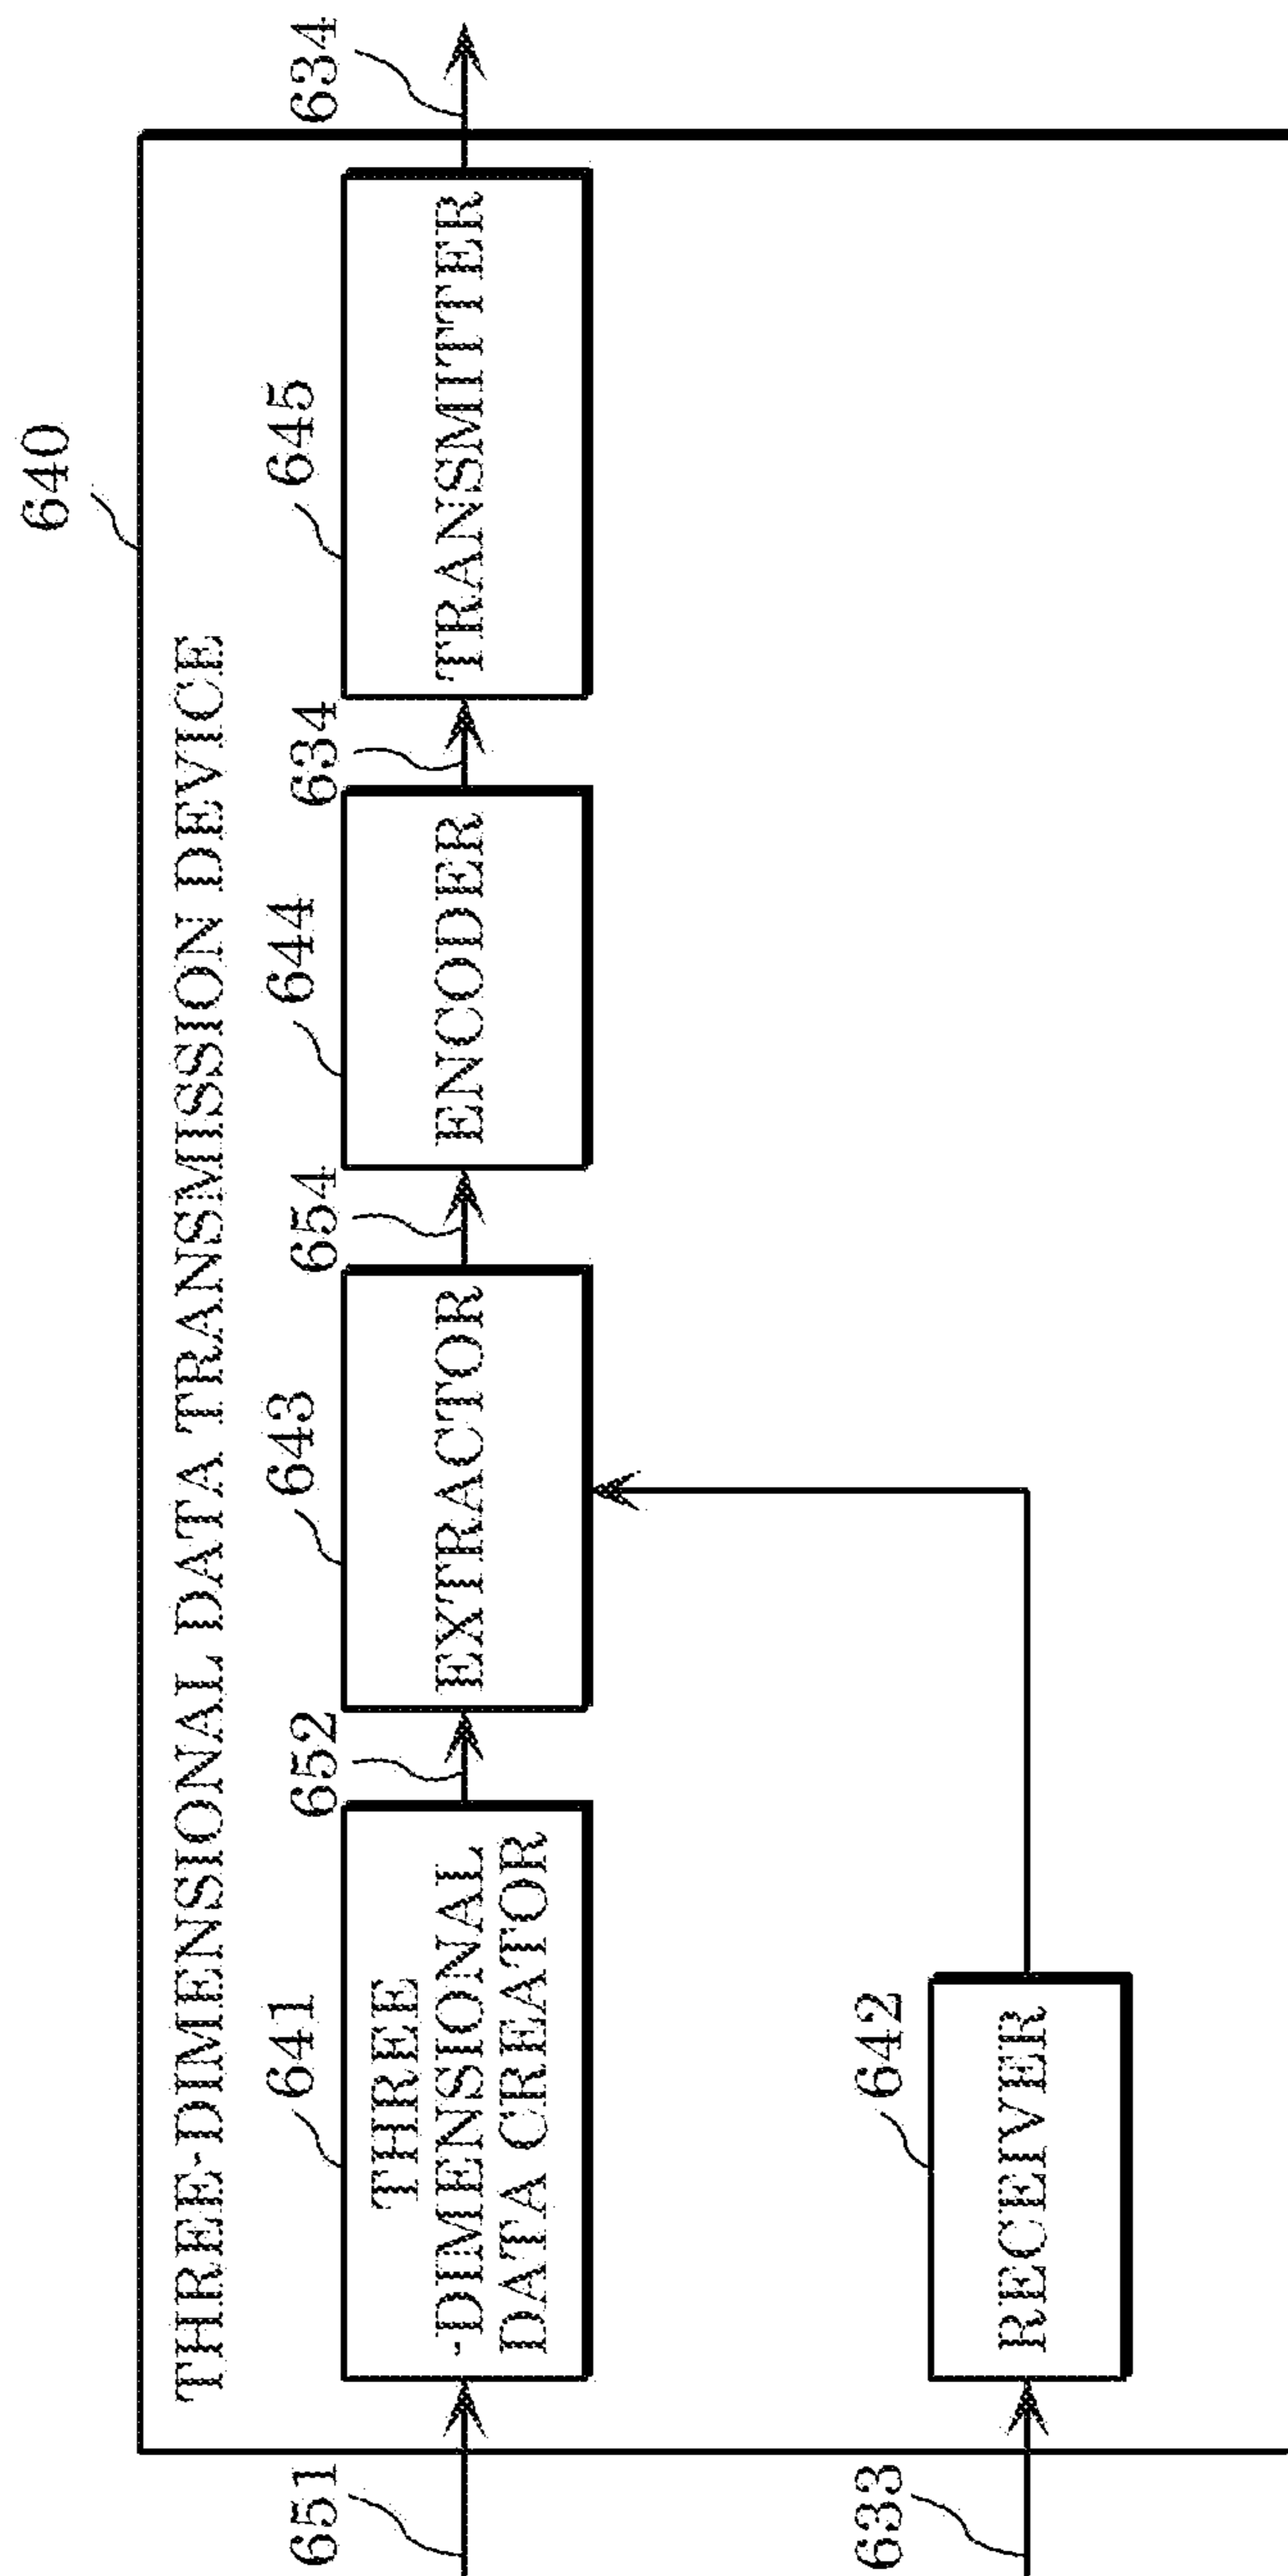 640
THREE-DIMENSIONAL DATA TRANSMISSION DEVICE
651
641
THREE
-DIMENSIONAL
DATA CREATOR
652
643
EXTRACTOR
654
644
ENCODER
634
645
TRANSMITTER
634
633
642
RECEIVER